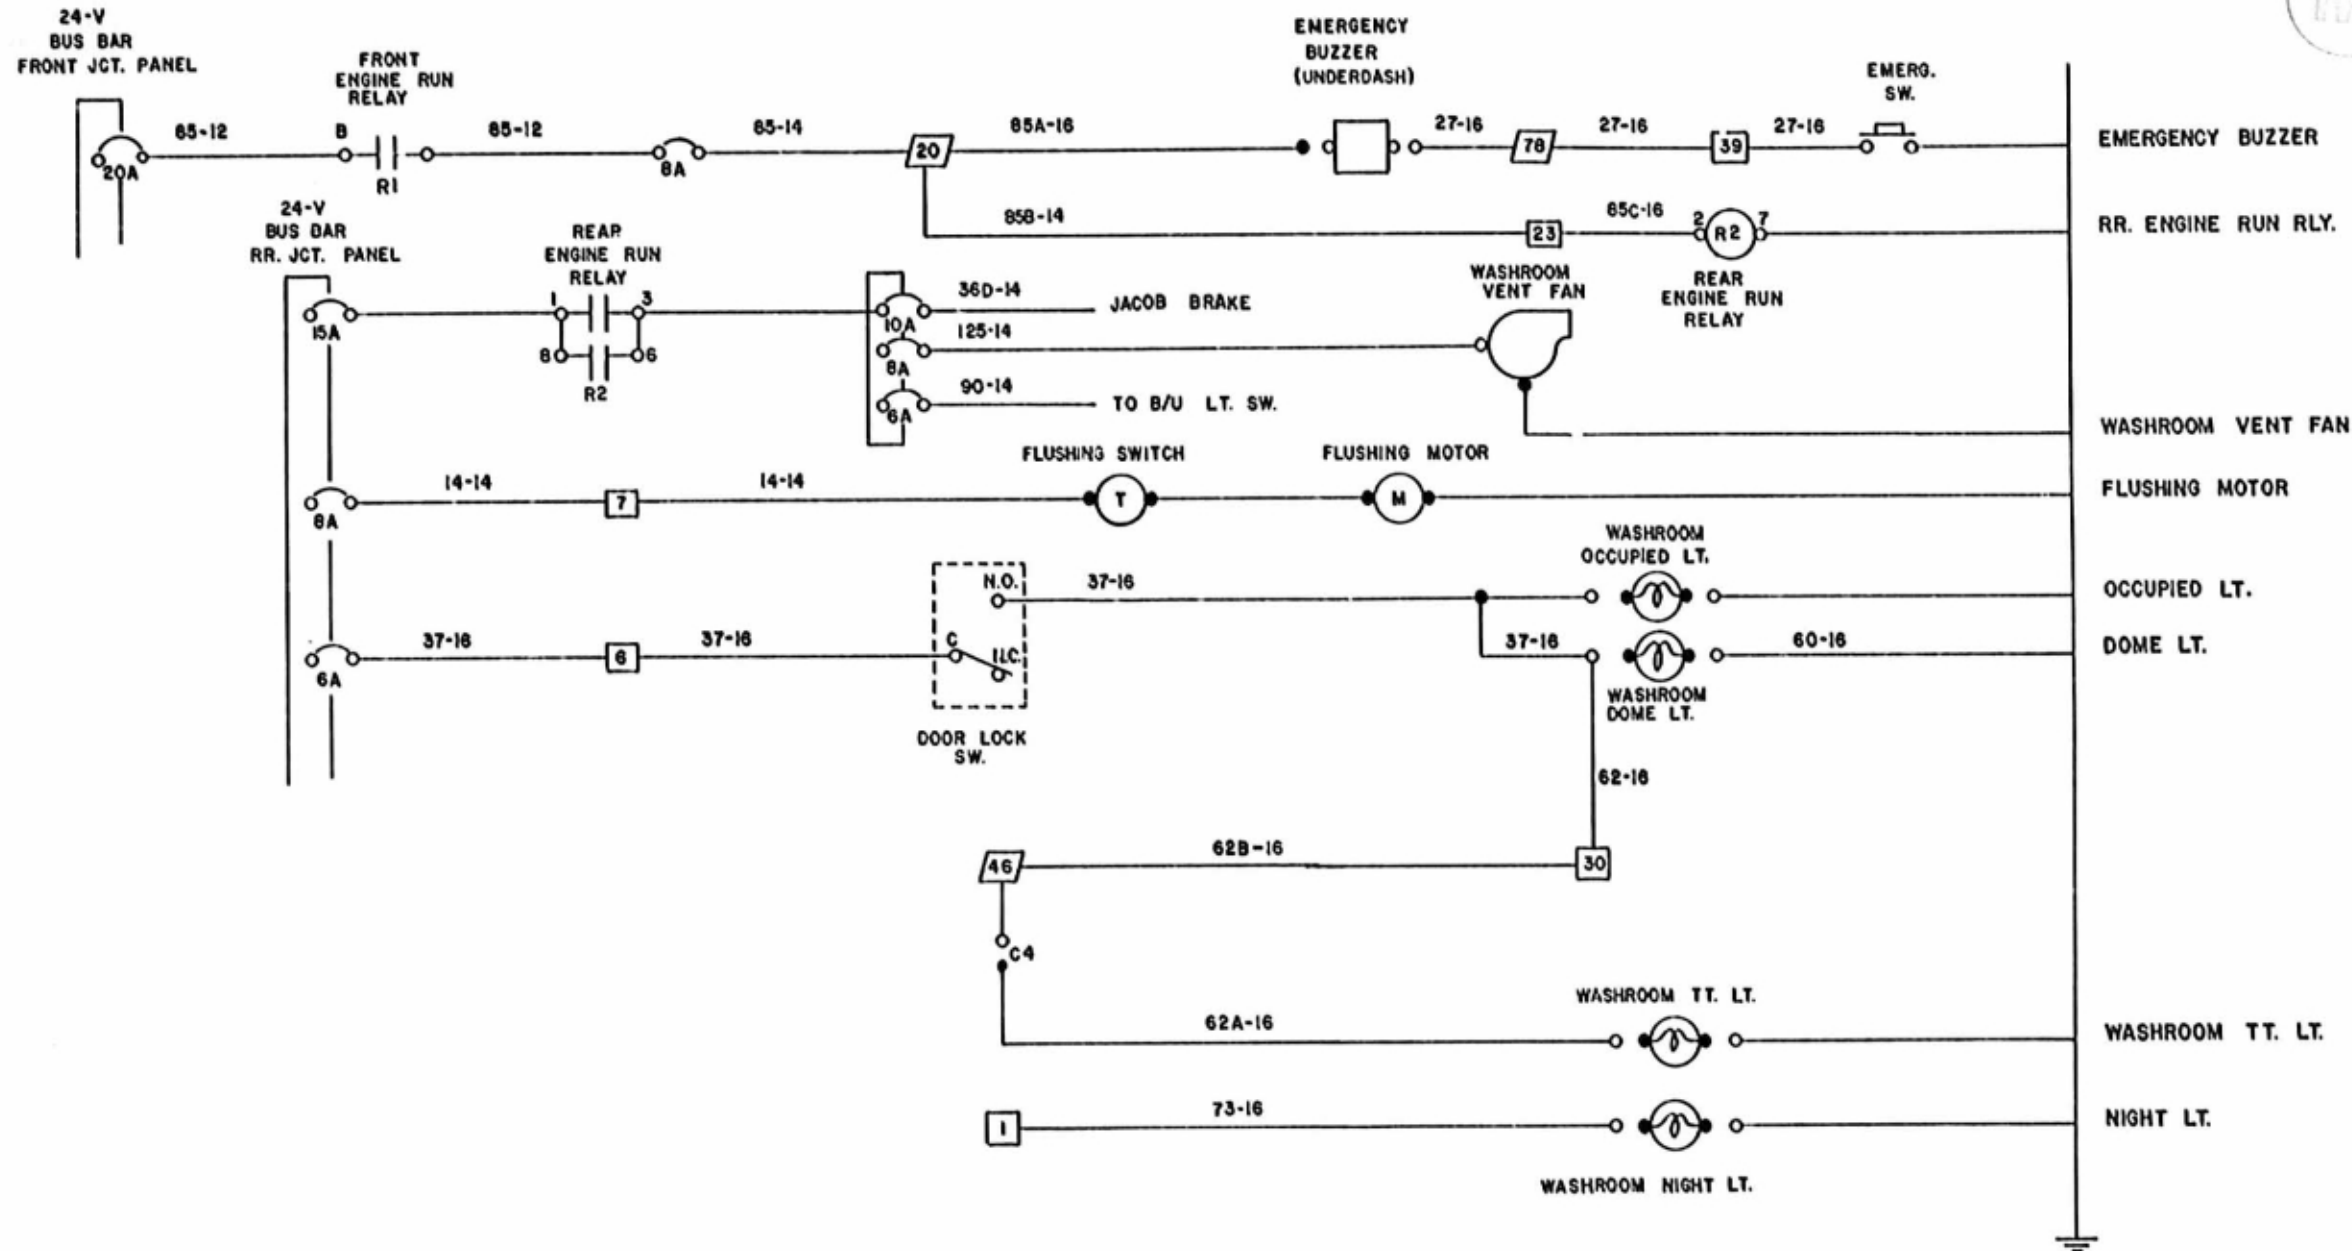 24-V
BUS BAR
FRONT JCT. PANEL
FRONT
ENGINE RUN
RELAY
EMERGENCY
BUZZER
(UNDERDASH)
EMERG.
SW.
85-12
B
85-12
85-14
85A-16
27-16
27-16
27-16
20A
R1
8A
20
78
39
EMERGENCY BUZZER
24-V
BUS BAR
RR. JCT. PANEL
REAR
ENGINE RUN
RELAY
85B-14
23
85C-16
2
R2
7
RR. ENGINE RUN RLY.
REAR
ENGINE RUN
RELAY
WASHROOM
VENT FAN
15A
1
3
8
6
R2
10A
36D-14
JACOB BRAKE
8A
125-14
6A
90-14
TO B/U LT. SW.
WASHROOM VENT FAN
FLUSHING SWITCH
FLUSHING MOTOR
8A
14-14
7
14-14
T
M
FLUSHING MOTOR
WASHROOM
OCCUPIED LT.
N.O.
37-16
OCCUPIED LT.
6A
37-16
6
37-16
C
N.C.
37-16
60-16
DOME LT.
WASHROOM
DOME LT.
DOOR LOCK
SW.
62-16
46
62B-16
30
C4
WASHROOM TT. LT.
62A-16
WASHROOM TT. LT.
1
73-16
NIGHT LT.
WASHROOM NIGHT LT.